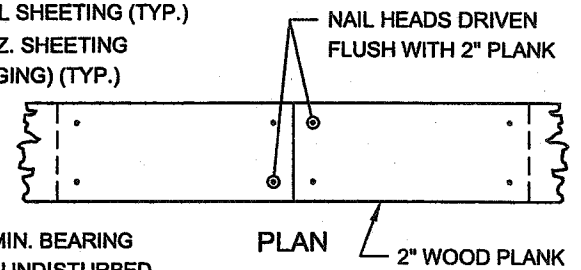 L SHEETING (TYP.)
Z. SHEETING
GING) (TYP.)
NAIL HEADS DRIVEN
FLUSH WITH 2" PLANK
MIN. BEARING
UNDISTURBED
PLAN
2" WOOD PLANK